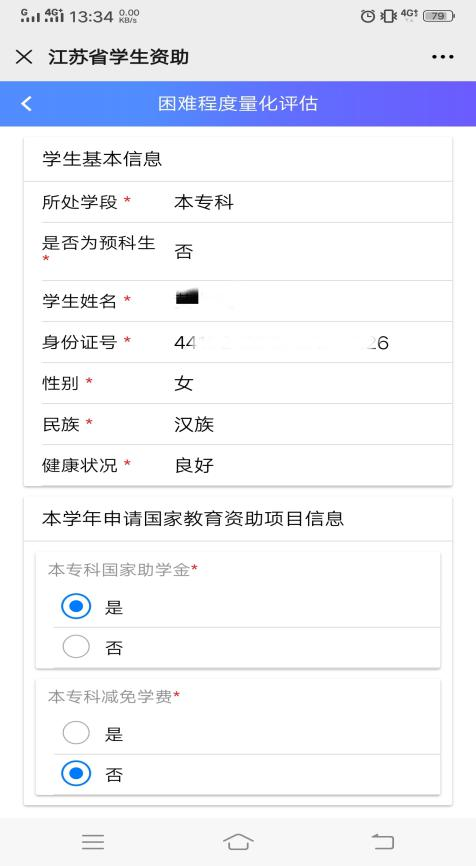 G 4G+ 13:34 0.00 KB/s 4G+ 79
江苏省学生资助
困难程度量化评估
学生基本信息
所处学段 * 本专科
是否为预科生 * 否
学生姓名 *
身份证号 * 44 26
性别 * 女
民族 * 汉族
健康状况 * 良好
本学年申请国家教育资助项目信息
本专科国家助学金*
是
否
本专科减免学费*
是
否